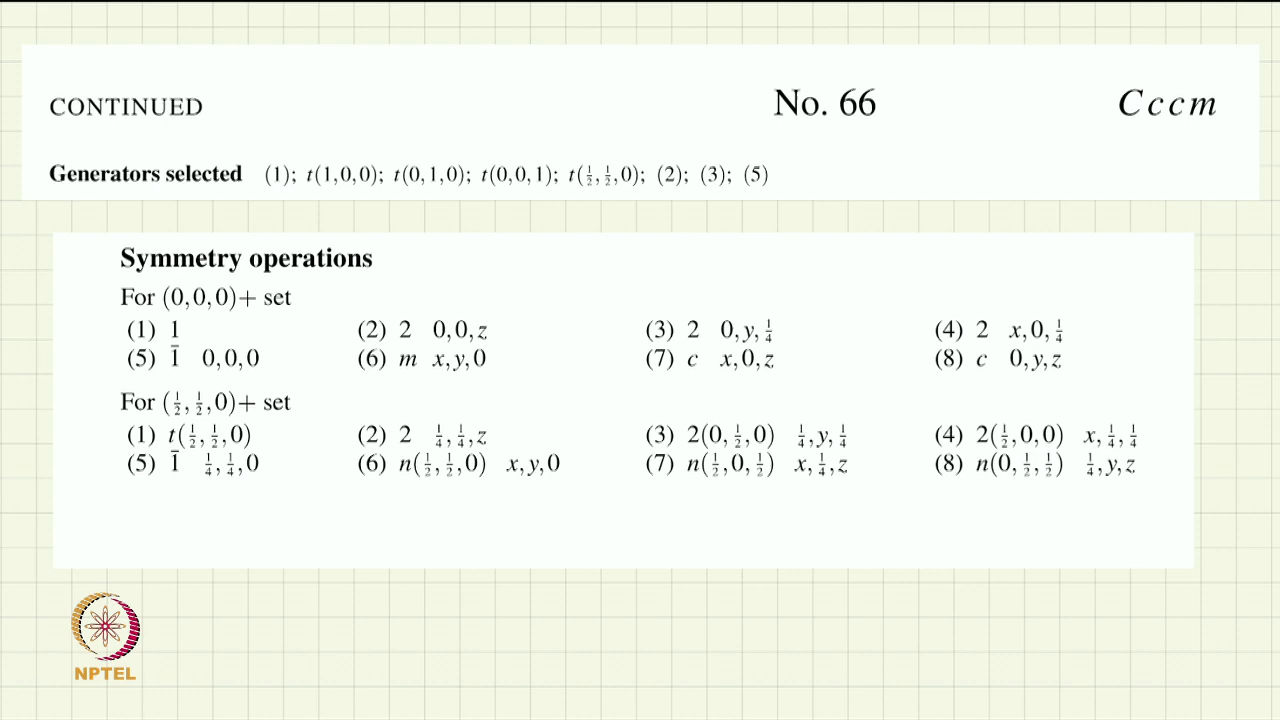 CONTINUED No. 66 C c c m
Generators selected (1); t(1,0,0); t(0,1,0); t(0,0,1); t(½,½,0); (2); (3); (5)
Symmetry operations
For (0,0,0)+ set
(1) 1 (2) 2 0,0,z (3) 2 0,y,¼ (4) 2 x,0,¼
(5) 1̄ 0,0,0 (6) m x,y,0 (7) c x,0,z (8) c 0,y,z
For (½,½,0)+ set
(1) t(½,½,0) (2) 2 ¼,¼,z (3) 2(0,½,0) ¼,y,¼ (4) 2(½,0,0) x,¼,¼
(5) 1̄ ¼,¼,0 (6) n(½,½,0) x,y,0 (7) n(½,0,½) x,¼,z (8) n(0,½,½) ¼,y,z
NPTEL